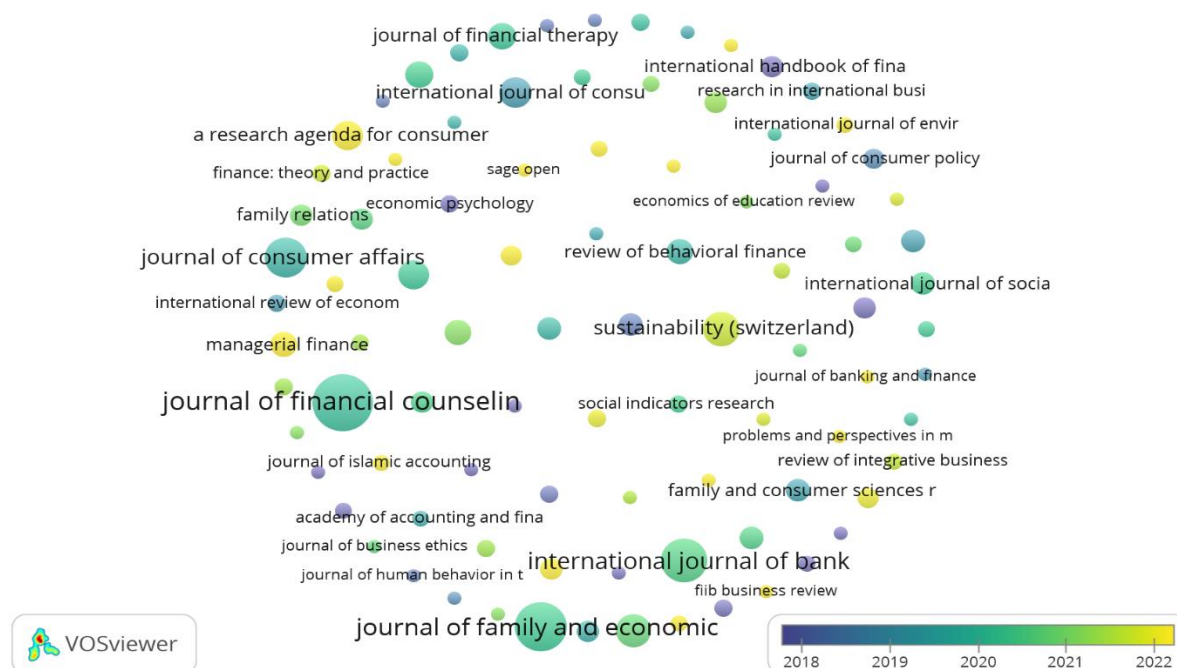 journal of financial therapy
international handbook of fina
international journal of consu
research in international busi
international journal of envir
a research agenda for consumer
journal of consumer policy
finance: theory and practice
sage open
economic psychology
economics of education review
family relations
journal of consumer affairs
review of behavioral finance
international journal of socia
international review of econom
sustainability (switzerland)
managerial finance
journal of banking and finance
journal of financial counselin
social indicators research
problems and perspectives in m
journal of islamic accounting
review of integrative business
family and consumer sciences r
academy of accounting and fina
journal of business ethics
international journal of bank
journal of human behavior in t
fiib business review
journal of family and economic
VOSviewer
2018 2019 2020 2021 2022